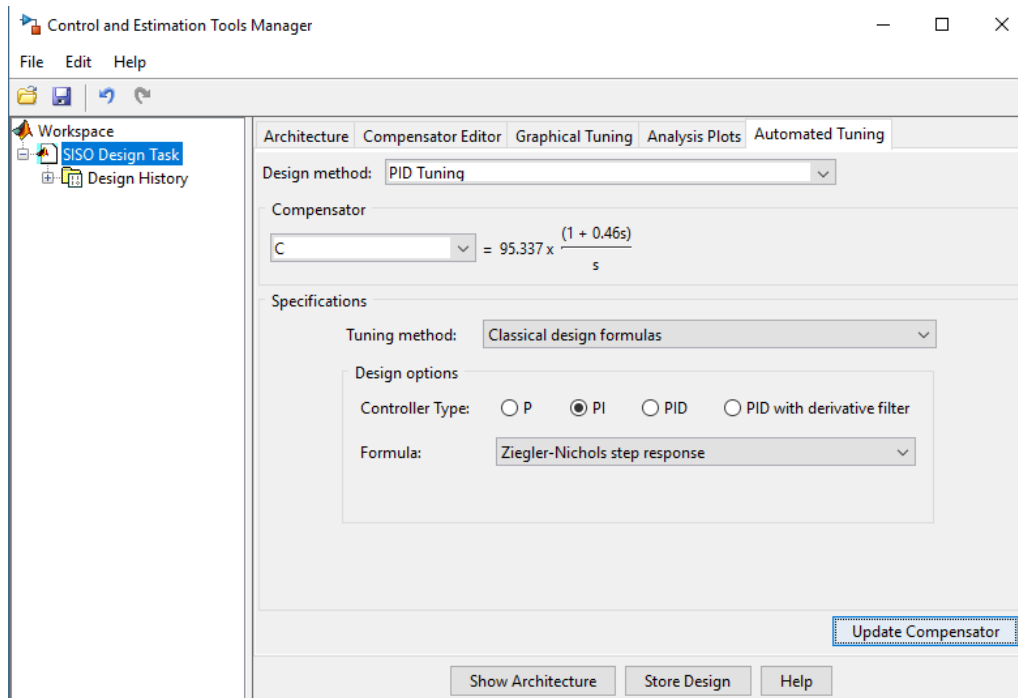 Control and Estimation Tools Manager
File Edit Help
Workspace
SISO Design Task
Design History
Architecture Compensator Editor Graphical Tuning Analysis Plots Automated Tuning
Design method: PID Tuning
Compensator
C = 95.337 x (1 + 0.46s)
s
Specifications
Tuning method: Classical design formulas
Design options
Controller Type: P PI PID PID with derivative filter
Formula: Ziegler-Nichols step response
Update Compensator
Show Architecture Store Design Help